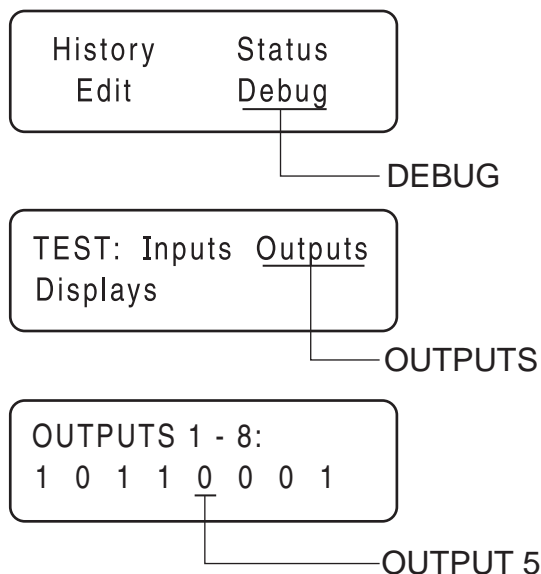 History Status
Edit Debug
DEBUG
TEST: Inputs Outputs
Displays
OUTPUTS
OUTPUTS 1 - 8:
1 0 1 1 0 0 0 1
OUTPUT 5